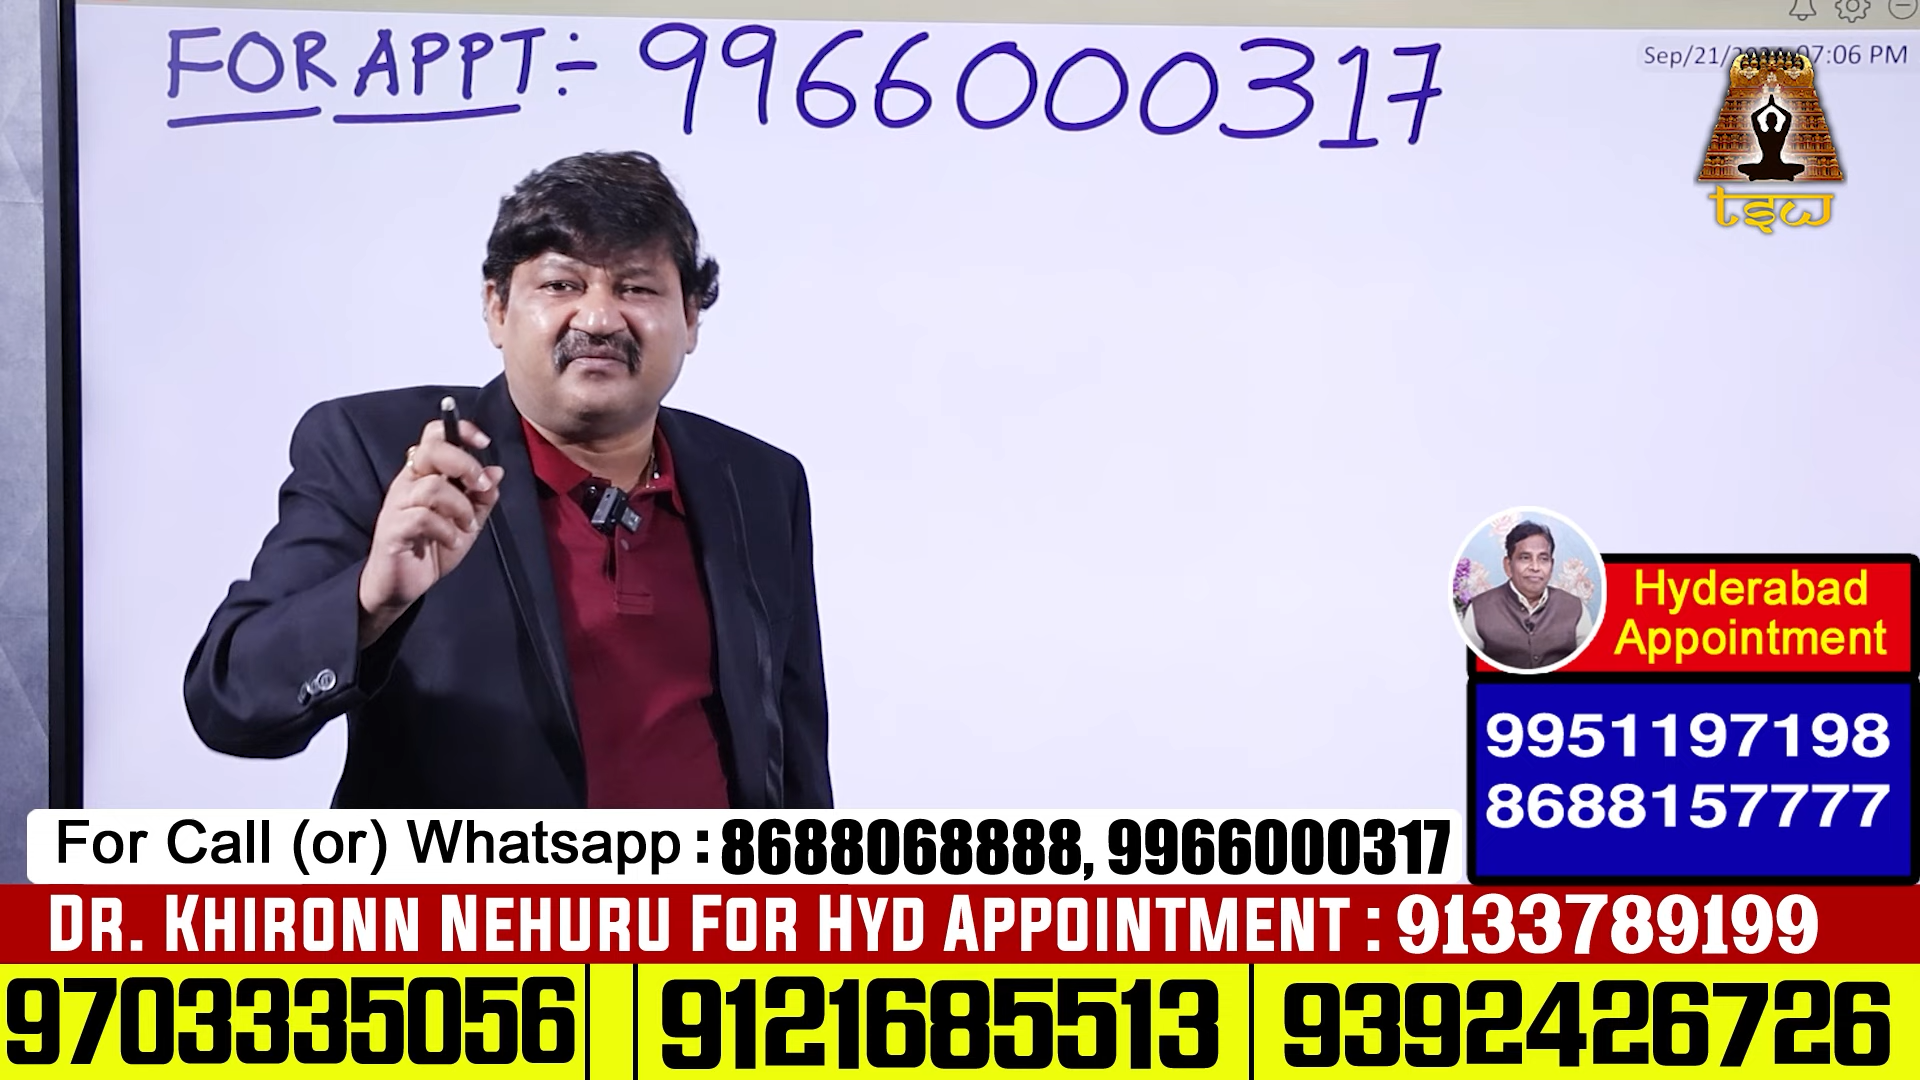 FOR APPT:- 9966000317
Sep/21/ 07:06 PM
tsw
Hyderabad
Appointment
9951197198
8688157777
For Call (or) Whatsapp : 8688068888, 9966000317
DR. KHIRONN NEHURU FOR HYD APPOINTMENT : 9133789199
9703335056 9121685513 9392426726